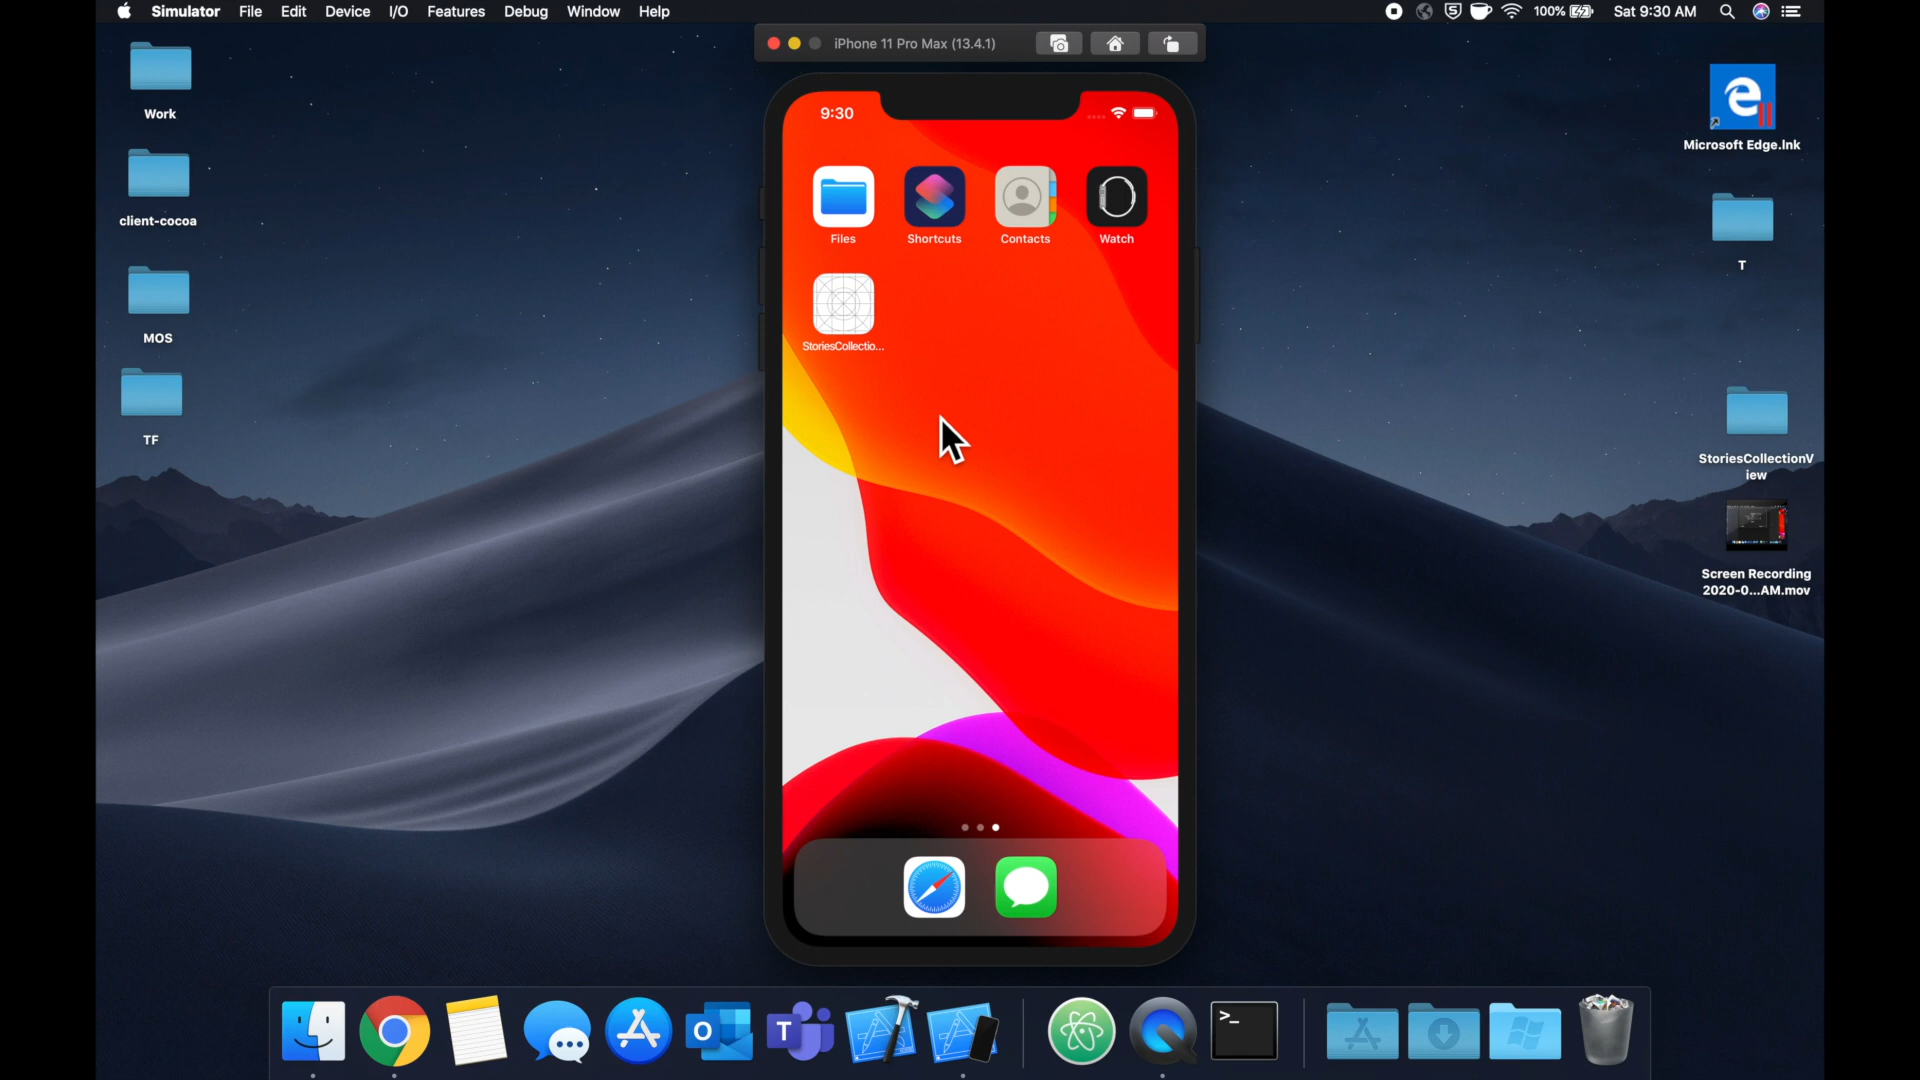 Simulator File Edit Device I/O Features Debug Window Help
100% Sat 9:30 AM
iPhone 11 Pro Max (13.4.1)
Work
client-cocoa
MOS
TF
9:30
Files Shortcuts Contacts Watch
StoriesCollectio...
Microsoft Edge.lnk
T
StoriesCollectionV
iew
Screen Recording
2020-0...AM.mov
O
T
>_